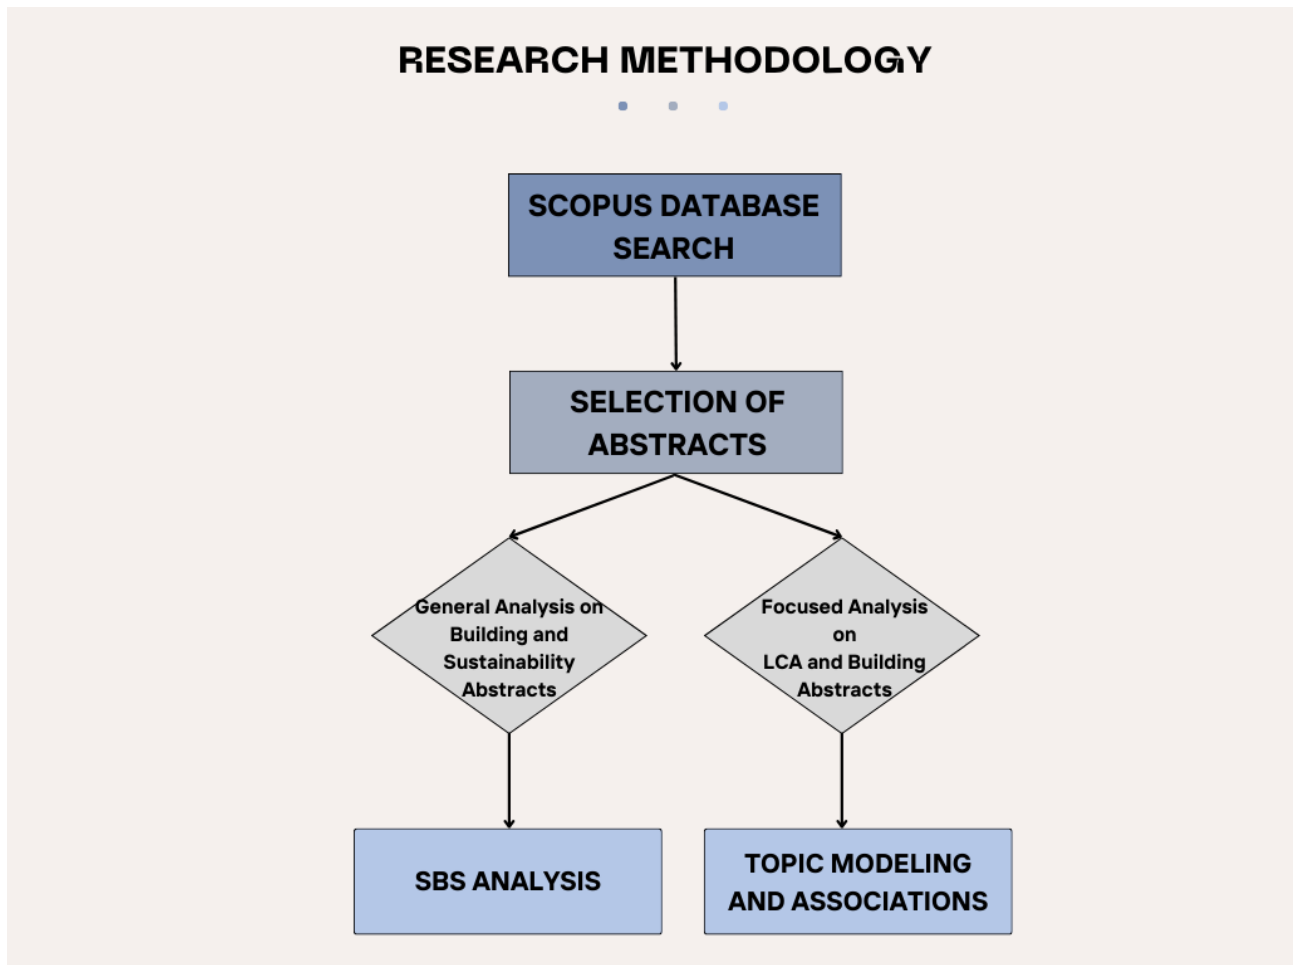 RESEARCH METHODOLOGY
SCOPUS DATABASE
SEARCH
SELECTION OF
ABSTRACTS
General Analysis on
Building and
Sustainability
Abstracts
Focused Analysis
on
LCA and Building
Abstracts
SBS ANALYSIS
TOPIC MODELING
AND ASSOCIATIONS